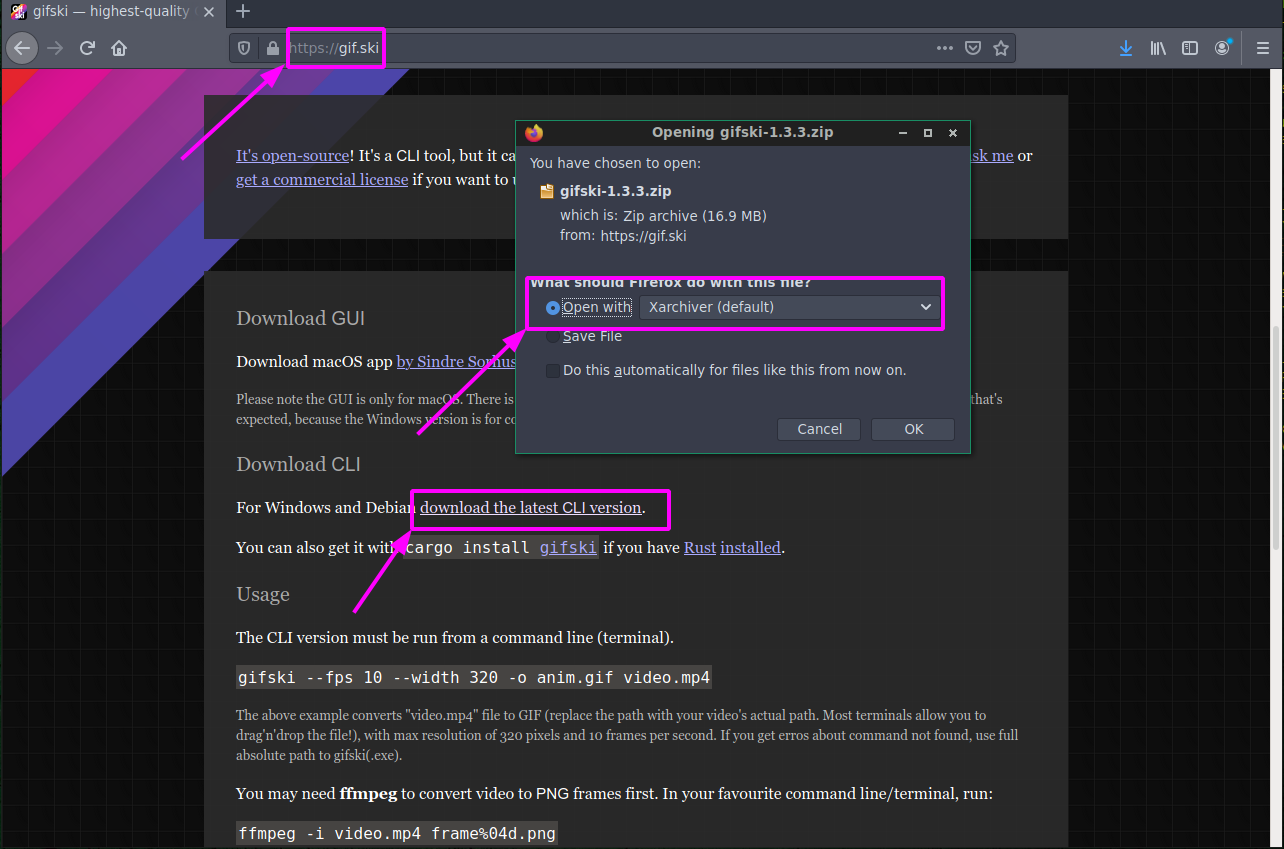 gifski — highest-quality
https://gif.ski
It's open-source! It's a CLI tool, but it ca
sk me or
get a commercial license if you want to u
Opening gifski-1.3.3.zip
You have chosen to open:
gifski-1.3.3.zip
which is: Zip archive (16.9 MB)
from: https://gif.ski
What should Firefox do with this file?
Open with Xarchiver (default)
Save File
Do this automatically for files like this from now on.
Cancel OK
Download GUI
Download macOS app by Sindre Sorhus
Please note the GUI is only for macOS. There is
that's
expected, because the Windows version is for co
Download CLI
For Windows and Debian download the latest CLI version.
You can also get it with cargo install gifski if you have Rust installed.
Usage
The CLI version must be run from a command line (terminal).
gifski --fps 10 --width 320 -o anim.gif video.mp4
The above example converts "video.mp4" file to GIF (replace the path with your video's actual path. Most terminals allow you to
drag'n'drop the file!), with max resolution of 320 pixels and 10 frames per second. If you get erros about command not found, use full
absolute path to gifski(.exe).
You may need ffmpeg to convert video to PNG frames first. In your favourite command line/terminal, run:
ffmpeg -i video.mp4 frame%04d.png